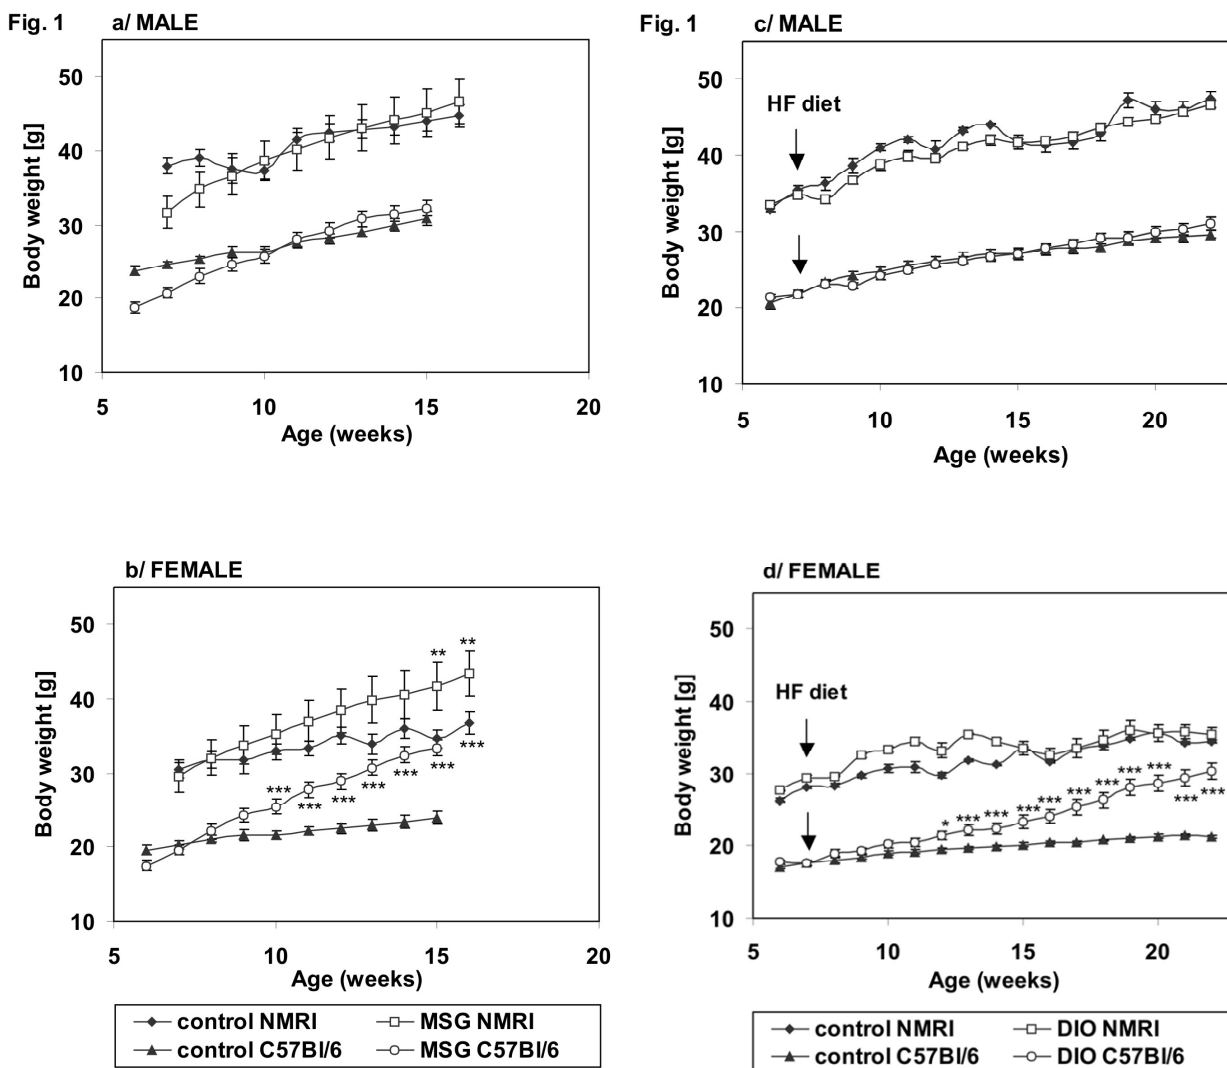 Fig. 1
a/ MALE
Body weight [g]
50
40
30
20
10
5
10
15
20
Age (weeks)
Fig. 1
c/ MALE
HF diet
Body weight [g]
50
40
30
20
10
5
10
15
20
Age (weeks)
b/ FEMALE
Body weight [g]
50
40
30
20
10
** **
***
*** *** *** *** *** ***
5
10
15
20
Age (weeks)
control NMRI
MSG NMRI
control C57Bl/6
MSG C57Bl/6
d/ FEMALE
HF diet
Body weight [g]
50
40
30
20
10
* *** *** *** *** *** *** *** *** *** ***
5
10
15
20
Age (weeks)
control NMRI
DIO NMRI
control C57Bl/6
DIO C57Bl/6